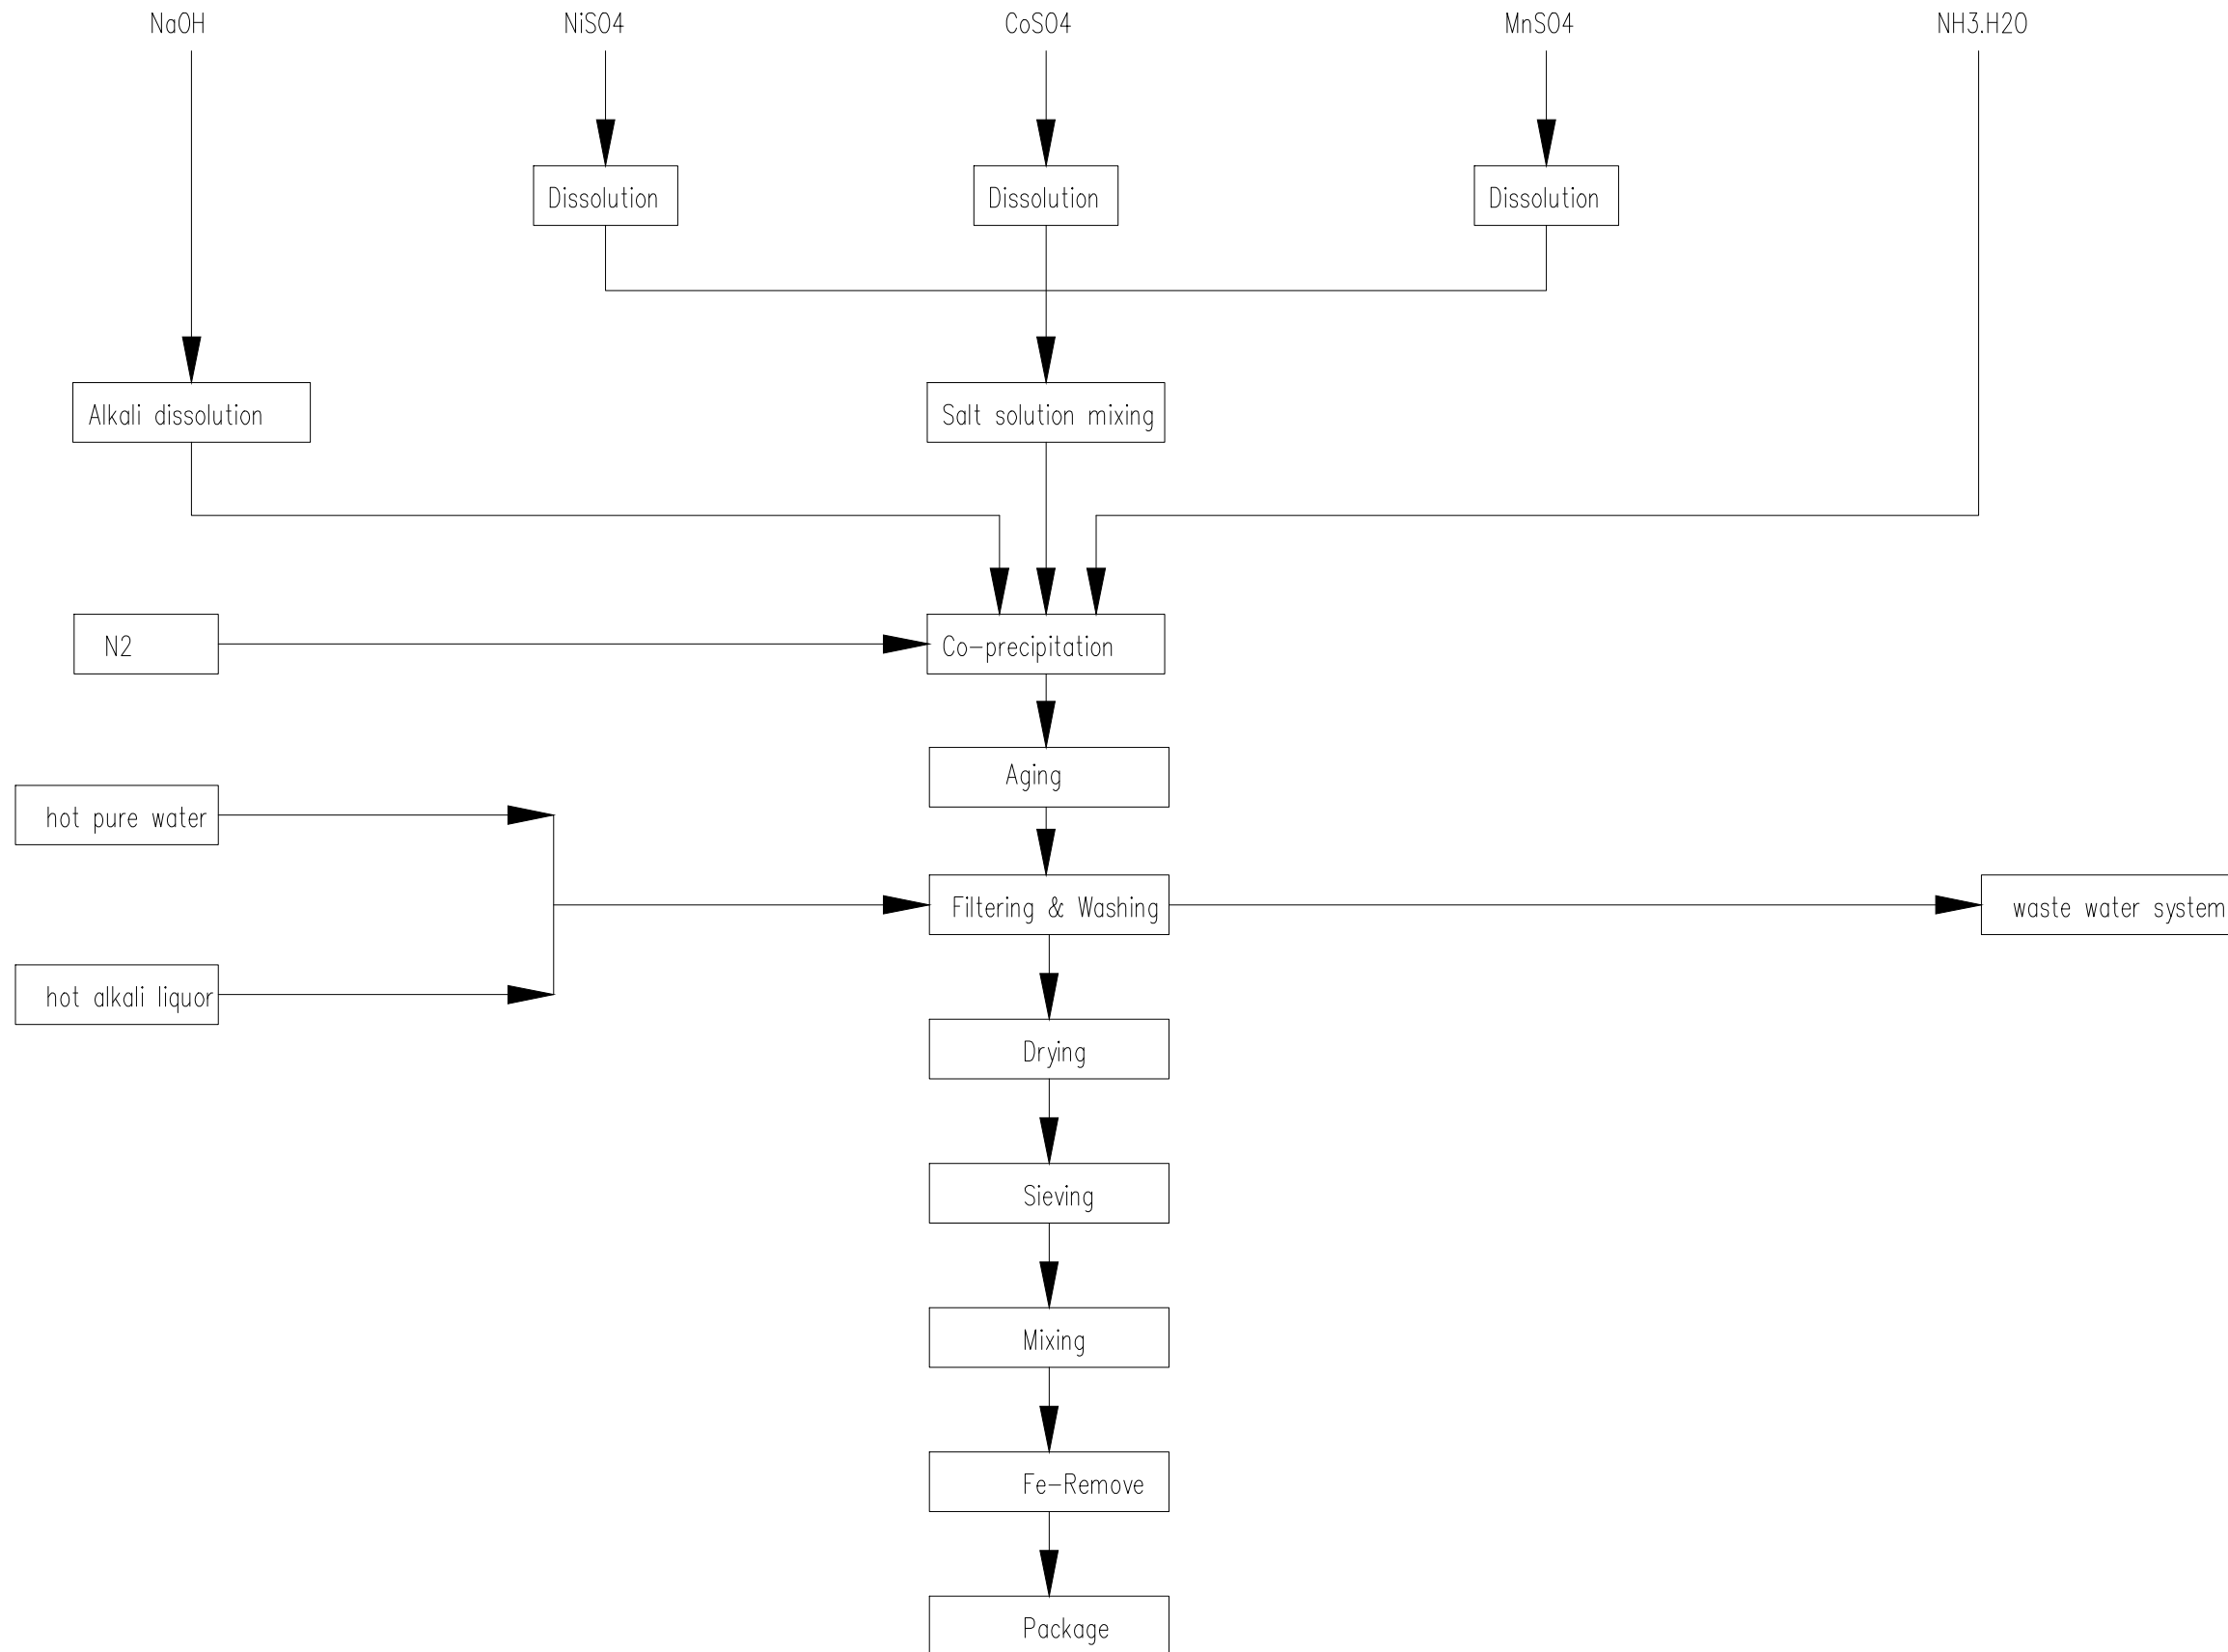 NaOH
NiSO4
CoSO4
MnSO4
NH3.H2O
Dissolution
Dissolution
Dissolution
Alkali dissolution
Salt solution mixing
N2
Co-precipitation
Aging
hot pure water
Filtering & Washing
waste water system
hot alkali liquor
Drying
Sieving
Mixing
Fe-Remove
Package